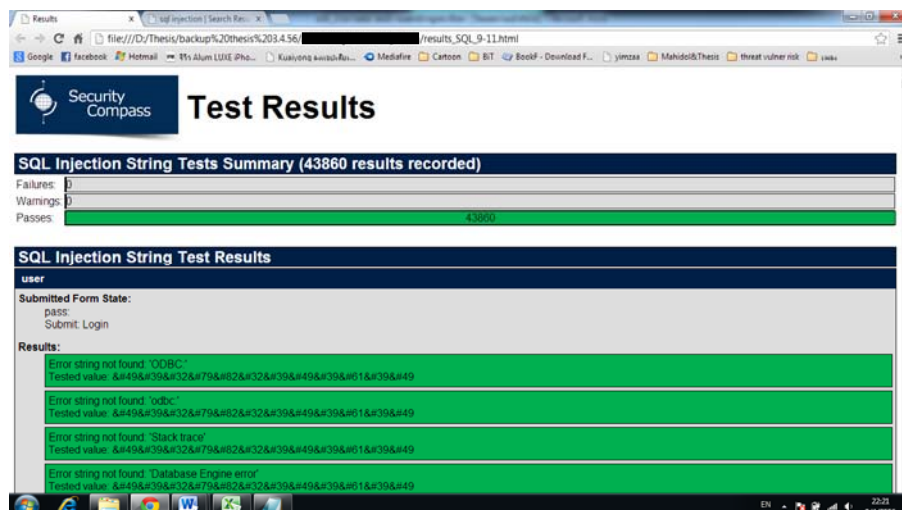 Results
sql injection | Search Res...
file:///D:/Thesis/backup%20thesis%203.4.56/
/results_SQL_9-11.html
Google
facebook
Hotmail
Mediafire
Cartoon
BiT
BookF - Download F...
yimzaa
Mahidol&Thesis
threat vulner risk
Security
Compass
Test Results
SQL Injection String Tests Summary (43860 results recorded)
Failures: 0
Warnings: 0
Passes: 43860
SQL Injection String Test Results
user
Submitted Form State:
pass:
Submit: Login
Results:
Error string not found: 'ODBC.'
Tested value: &#49&#39&#32&#79&#82&#32&#39&#49&#39&#61&#39&#49
Error string not found: 'odbc.'
Tested value: &#49&#39&#32&#79&#82&#32&#39&#49&#39&#61&#39&#49
Error string not found: 'Stack trace'
Tested value: &#49&#39&#32&#79&#82&#32&#39&#49&#39&#61&#39&#49
Error string not found: 'Database Engine error'
Tested value: &#49&#39&#32&#79&#82&#32&#39&#49&#39&#61&#39&#49
EN
22:21